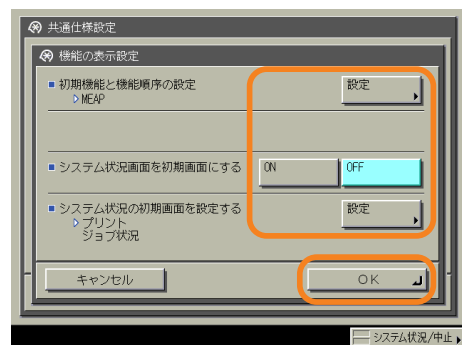 共通仕様設定
機能の表示設定
初期機能と機能順序の設定 設定
MEAP
システム状況画面を初期画面にする ON OFF
システム状況の初期画面を設定する 設定
プリント
ジョブ状況
キャンセル OK
システム状況/中止